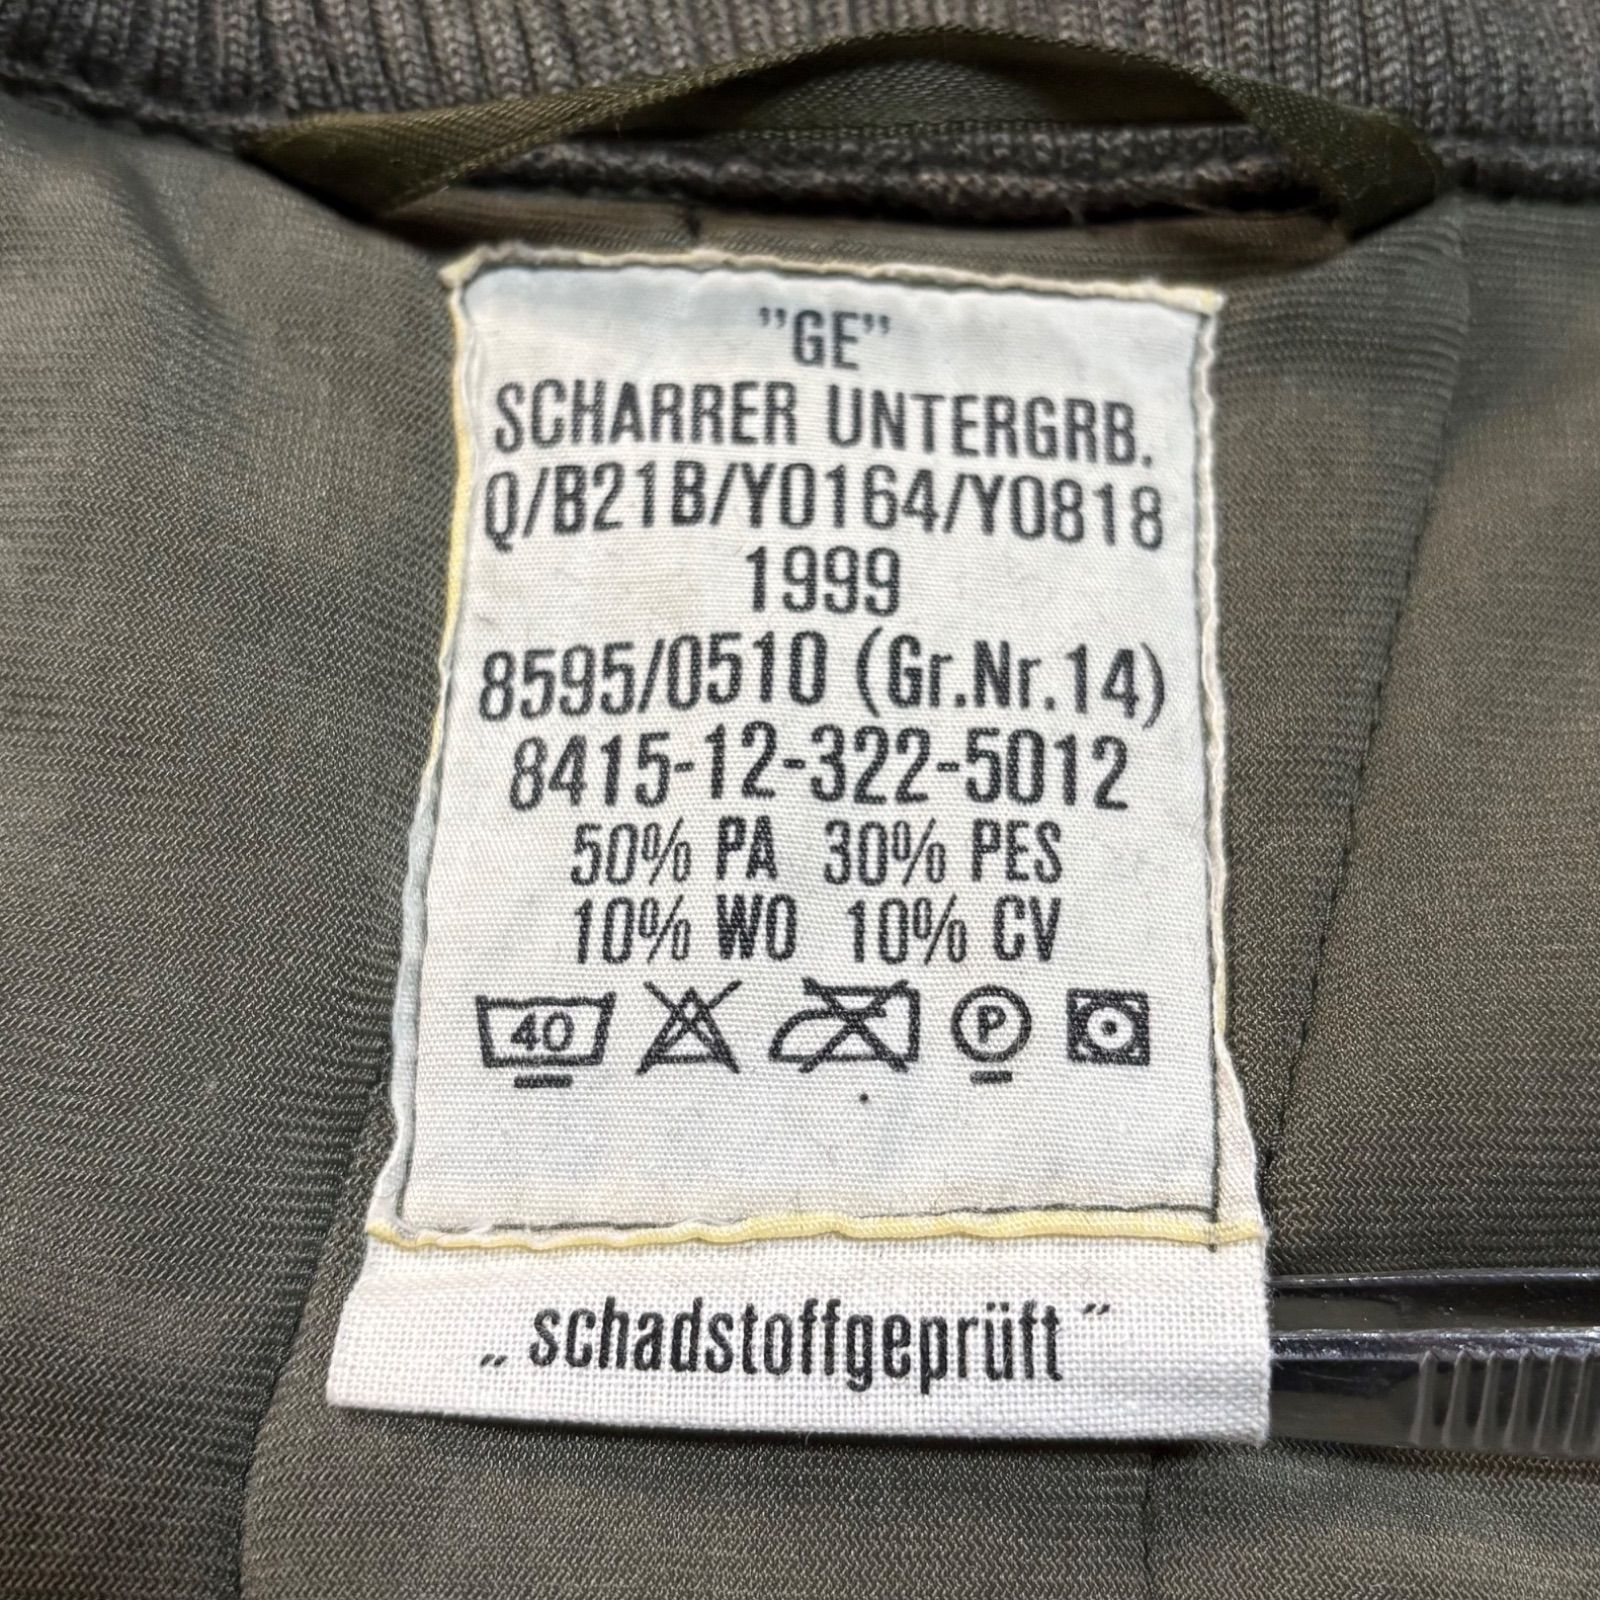 "GE"
SCHARRER UNTERGRB.
Q/B21B/Y0164/Y0818
1999
8595/0510 (Gr.Nr.14)
8415-12-322-5012
50% PA 30% PES
10% WO 10% CV
40 P
„schadstoffgeprüft"